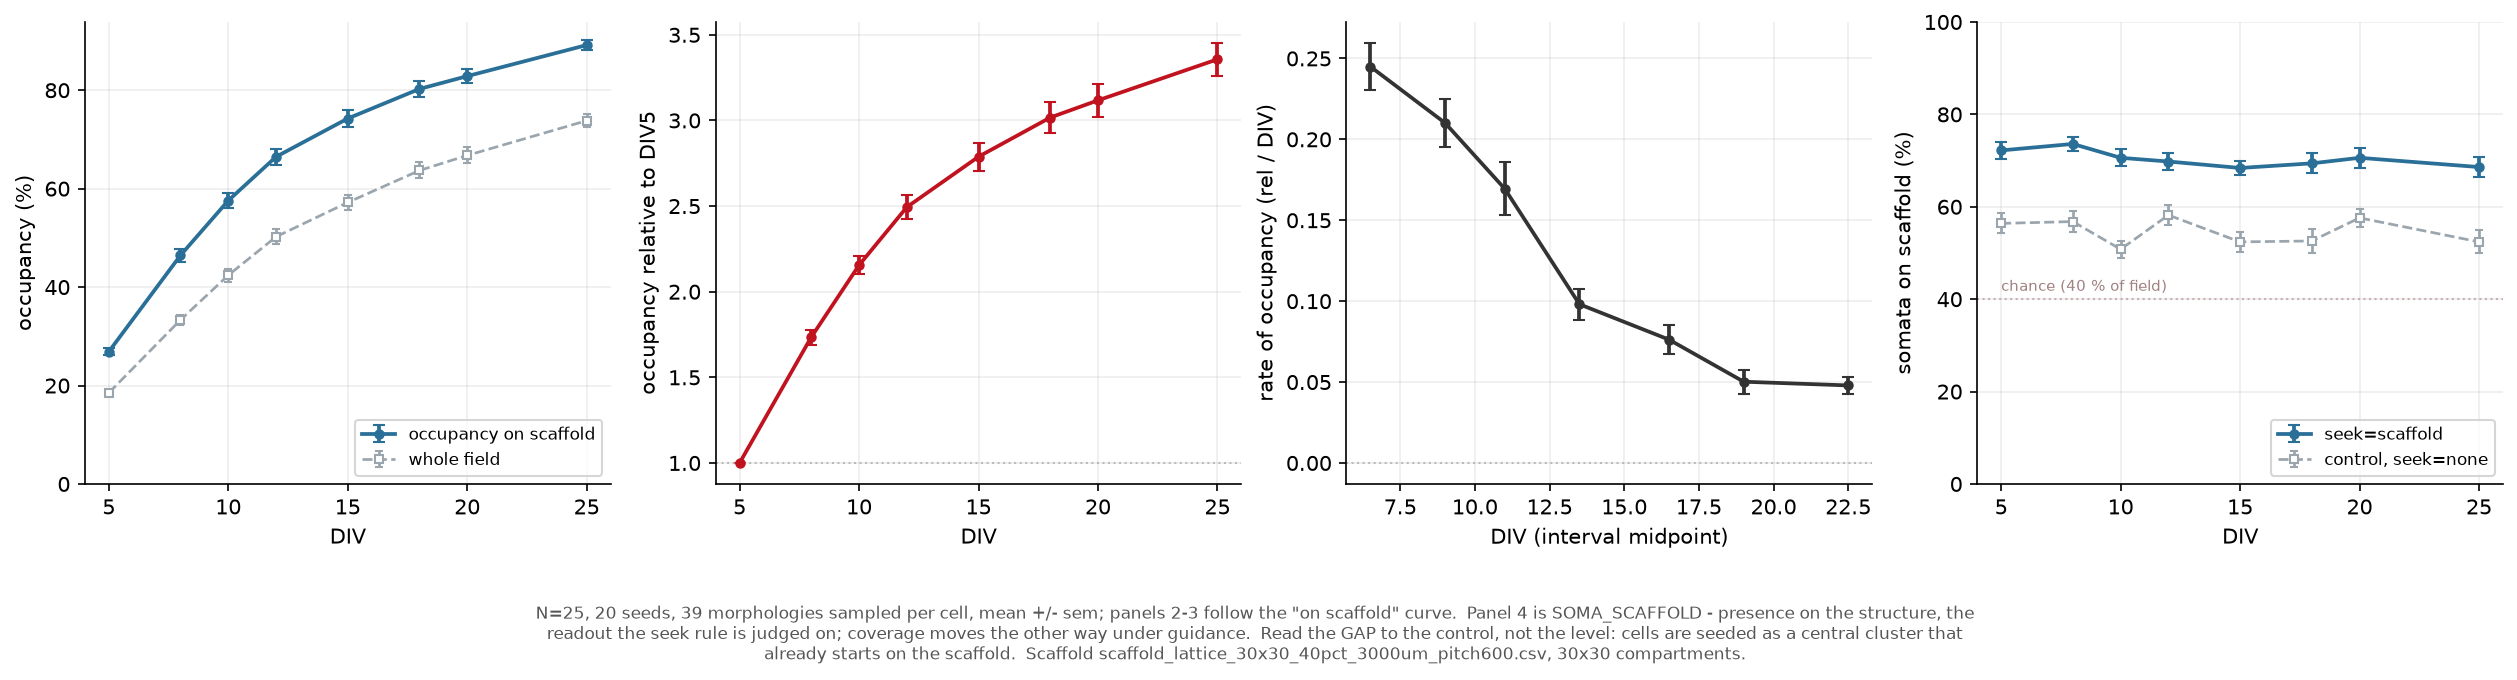 occupancy (%)
80
60
40
20
0
occupancy on scaffold
whole field
5 10 15 20 25
DIV
occupancy relative to DIV5
3.5
3.0
2.5
2.0
1.5
1.0
5 10 15 20 25
DIV
rate of occupancy (rel / DIV)
0.25
0.20
0.15
0.10
0.05
0.00
7.5 10.0 12.5 15.0 17.5 20.0 22.5
DIV (interval midpoint)
somata on scaffold (%)
100
80
60
40
20
0
chance (40 % of field)
seek=scaffold
control, seek=none
5 10 15 20 25
DIV
N=25, 20 seeds, 39 morphologies sampled per cell, mean +/- sem; panels 2-3 follow the "on scaffold" curve.  Panel 4 is SOMA_SCAFFOLD - presence on the structure, the
readout the seek rule is judged on; coverage moves the other way under guidance.  Read the GAP to the control, not the level: cells are seeded as a central cluster that
already starts on the scaffold.  Scaffold scaffold_lattice_30x30_40pct_3000um_pitch600.csv, 30x30 compartments.